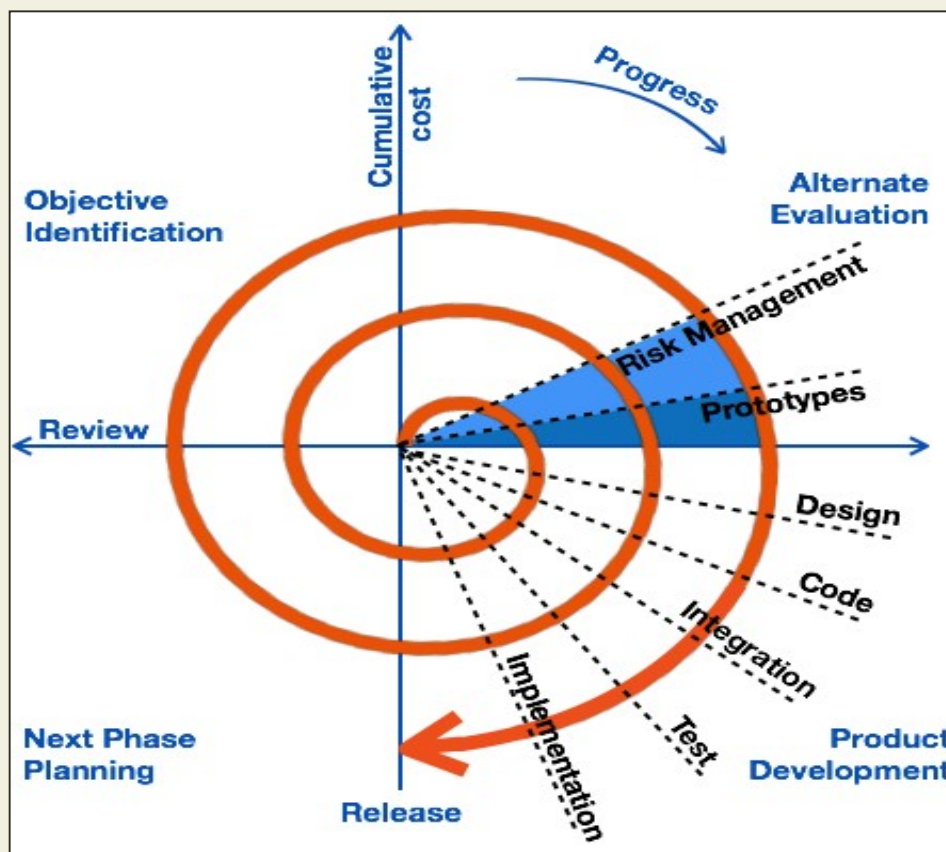 Cumulative
cost
Progress
Objective
Identification
Alternate
Evaluation
Risk Management
Prototypes
Review
Design
Code
Integration
Test
Implementation
Next Phase
Planning
Product
Development
Release